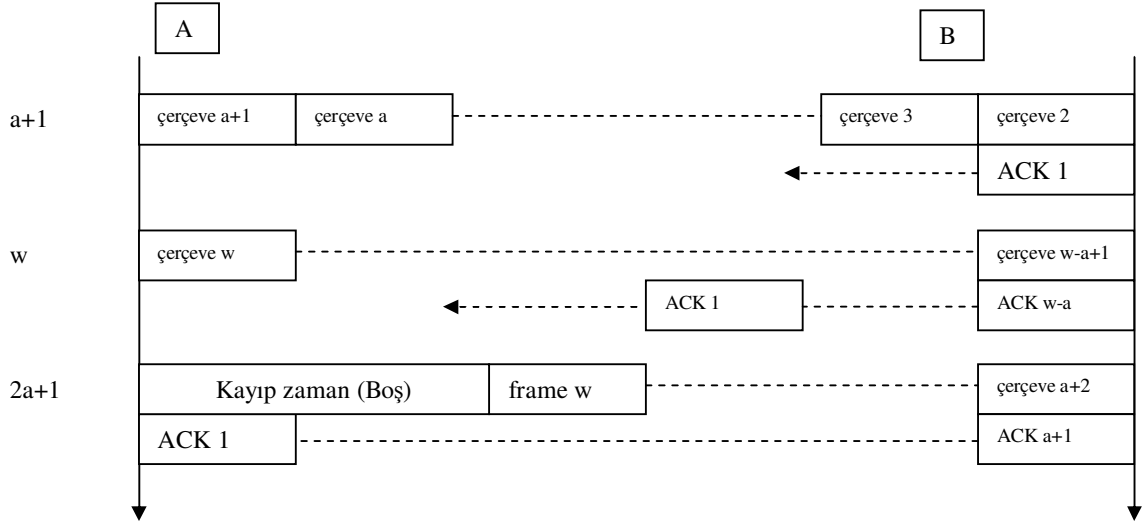 A
B
a+1
çerçeve a+1
çerçeve a
çerçeve 3
çerçeve 2
ACK 1
w
çerçeve w
çerçeve w-a+1
ACK 1
ACK w-a
2a+1
Kayıp zaman (Boş)
frame w
çerçeve a+2
ACK 1
ACK a+1